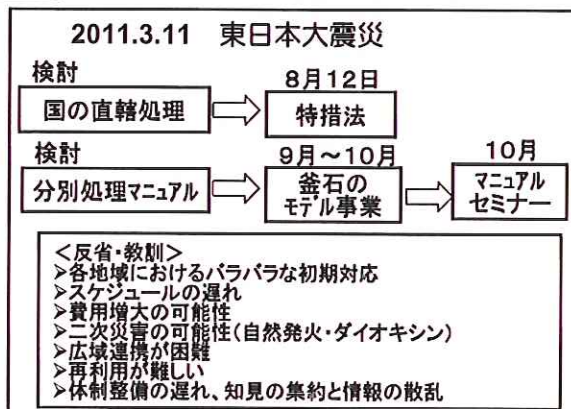 2011.3.11 東日本大震災
検討
8月12日
国の直轄処理
特措法
検討
9月～10月
10月
分別処理マニュアル
釜石の
モデル事業
マニュアル
セミナー
＜反省・教訓＞
➢各地域におけるバラバラな初期対応
➢スケジュールの遅れ
➢費用増大の可能性
➢二次災害の可能性（自然発火・ダイオキシン）
➢広域連携が困難
➢再利用が難しい
➢体制整備の遅れ、知見の集約と情報の散乱